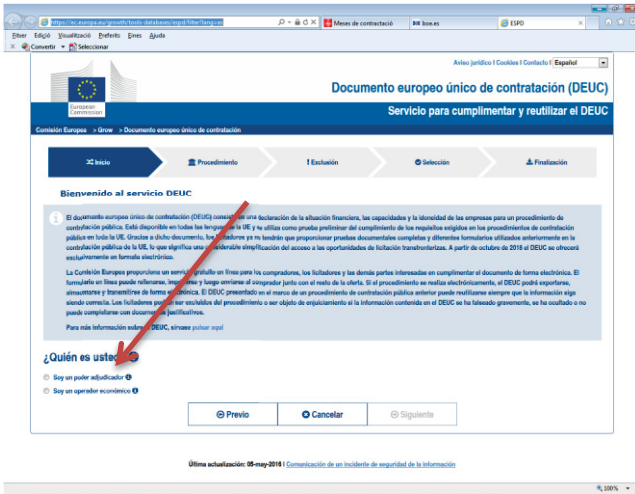 https://ec.europa.eu/growth/tools-databases/espd/filter?lang=es
Meses de contractació
boe.es
ESPD
Fitxer Edició Visualització Preferits Eines Ajuda
Convertir Seleccionar
Aviso jurídico I Cookies I Contacto I Español
European
Commission
Documento europeo único de contratación (DEUC)
Servicio para cumplimentar y reutilizar el DEUC
Comisión Europea > Grow > Documento europeo único de contratación
Inicio
Procedimiento
Exclusión
Selección
Finalización
Bienvenido al servicio DEUC
El documento europeo único de contratación (DEUC) consiste en una declaración de la situación financiera, las capacidades y la idoneidad de las empresas para un procedimiento de
contratación pública. Está disponible en todas las lenguas de la UE y se utiliza como prueba preliminar del cumplimiento de los requisitos exigidos en los procedimientos de contratación
pública en toda la UE. Gracias a dicho documento, los licitadores ya no tendrán que proporcionar pruebas documentales completas y diferentes formularios utilizados anteriormente en la
contratación pública de la UE, lo que significa una considerable simplificación del acceso a las oportunidades de licitación transfronterizas. A partir de octubre de 2018 el DEUC se ofrecerá
exclusivamente en formato electrónico.
La Comisión Europea proporciona un servicio gratuito en línea para los compradores, los licitadores y las demás partes interesadas en cumplimentar el documento de forma electrónica. El
formulario en línea puede rellenarse, imprimirse y luego enviarse al comprador junto con el resto de la oferta. Si el procedimiento se realiza electrónicamente, el DEUC podrá exportarse,
almacenarse y transmitirse de forma electrónica. El DEUC presentado en el marco de un procedimiento de contratación pública anterior puede reutilizarse siempre que la información siga
siendo correcta. Los licitadores podrán ser excluidos del procedimiento o ser objeto de enjuiciamiento si la información contenida en el DEUC se ha falseado gravemente, se ha ocultado o no
puede completarse con documentos justificativos.
Para más información sobre el DEUC, sírvase pulsar aquí
¿Quién es usted?
Soy un poder adjudicador
Soy un operador económico
Previo
Cancelar
Siguiente
Última actualización: 05-may-2016 I Comunicación de un incidente de seguridad de la información
100%